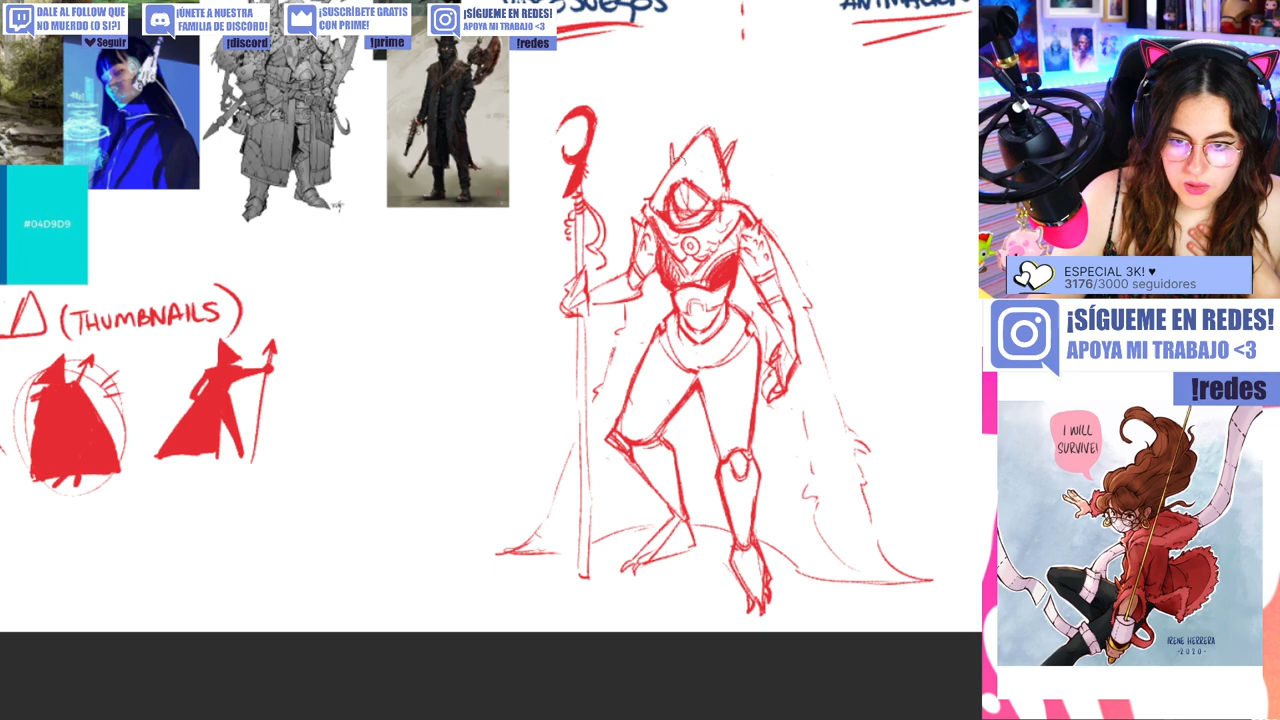 DALE AL FOLLOW QUE
NO MUERDO (O SI?)
Seguir
¡ÚNETE A NUESTRA
FAMILIA DE DISCORD!
!discord
¡SUSCRÍBETE GRATIS
CON PRIME!
!prime
¡SÍGUEME EN REDES!
APOYA MI TRABAJO <3
!redes
#04D9D9
(THUMBNAILS)
ESPECIAL 3K! ♥
3176/3000 seguidores
¡SÍGUEME EN REDES!
APOYA MI TRABAJO <3
!redes
I WILL
SURVIVE!
IRENE HERRERA
·2020·